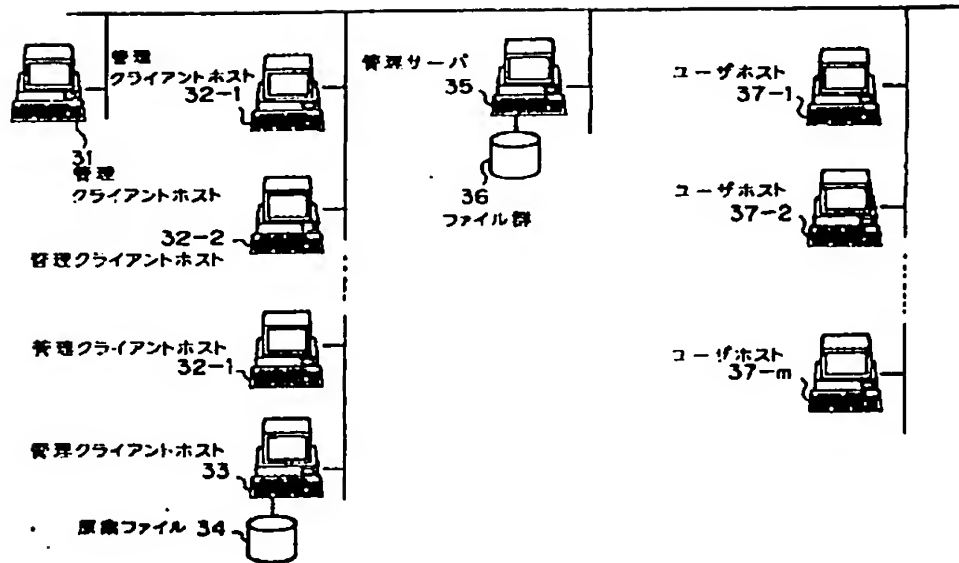 管理
クライアントホスト
32-1
31
管理
クライアントホスト
32-2
管理クライアントホスト
管理クライアントホスト
32-1
管理クライアントホスト
33
原案ファイル 34
管理サーバ
35
36
ファイル群
ユーザホスト
37-1
ユーザホスト
37-2
ユーザホスト
37-m